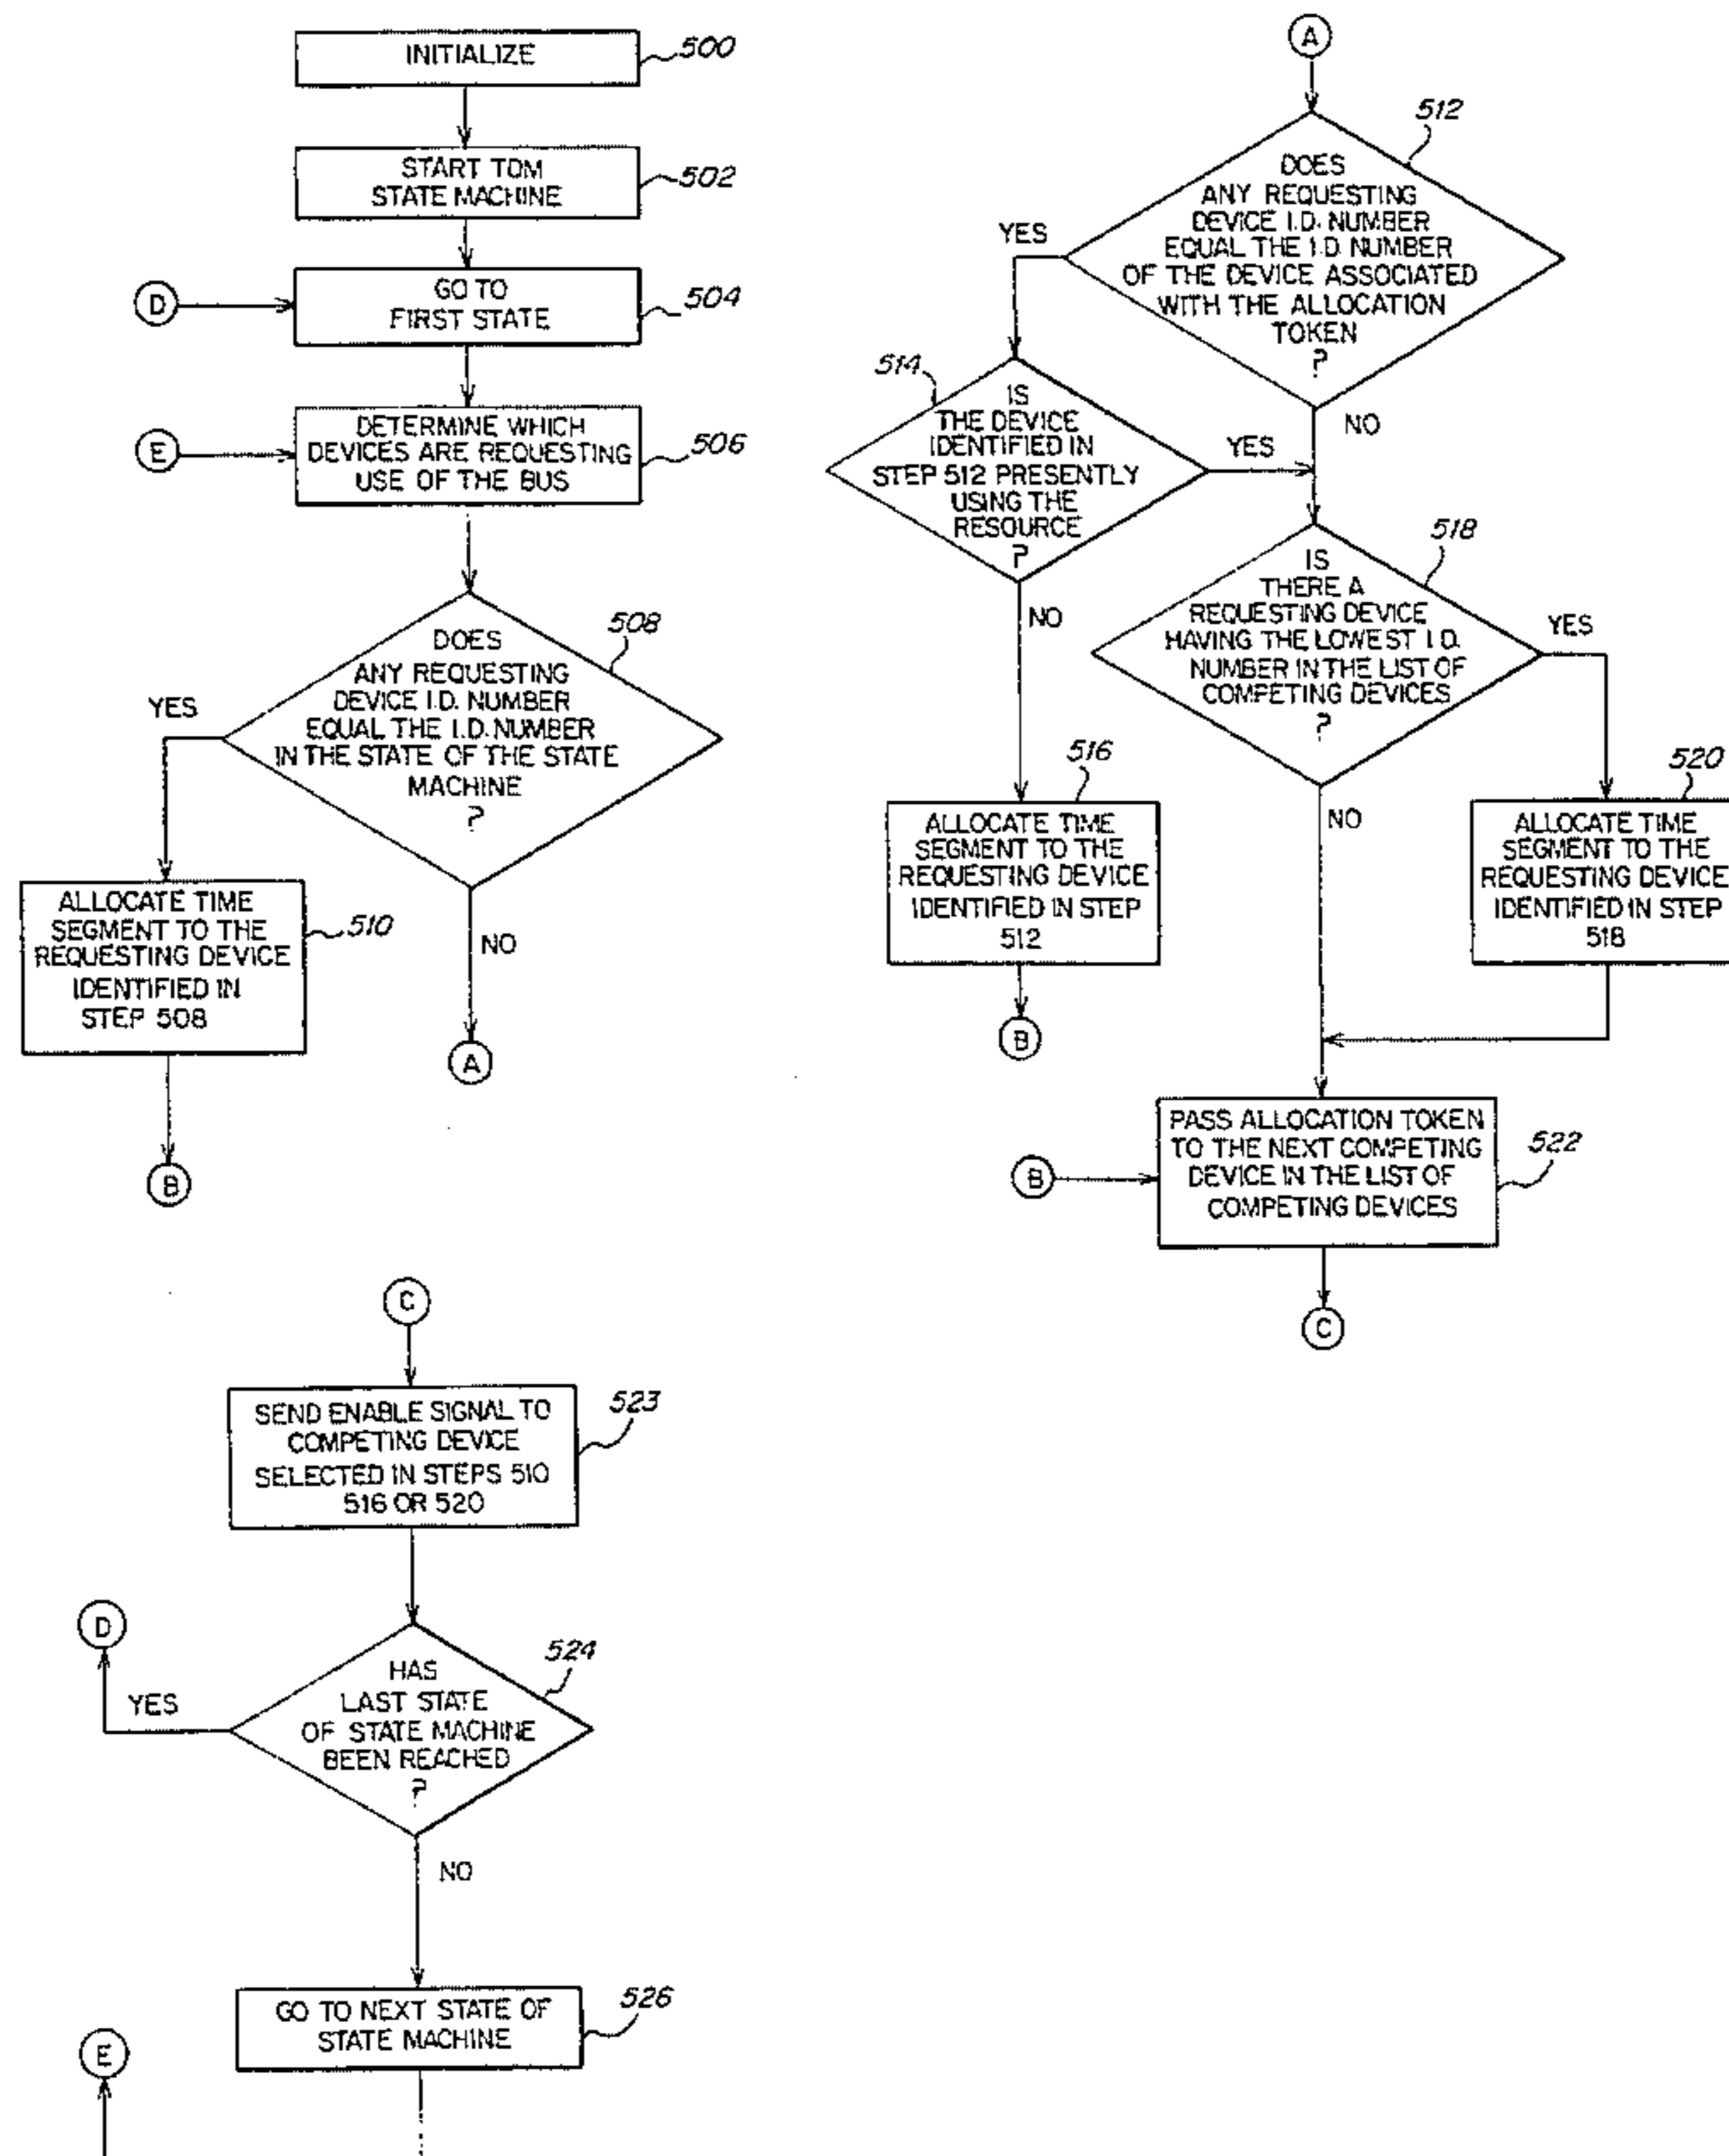 INITIALIZE
500
START TDM
STATE MACHINE
502
D
GO TO
FIRST STATE
504
E
DETERMINE WHICH
DEVICES ARE REQUESTING
USE OF THE BUS
506
DOES
ANY REQUESTING
DEVICE I.D. NUMBER
EQUAL THE I.D. NUMBER
IN THE STATE OF THE STATE
MACHINE
?
508
YES
NO
ALLOCATE TIME
SEGMENT TO THE
REQUESTING DEVICE
IDENTIFIED IN
STEP 508
510
B
A
A
DOES
ANY REQUESTING
DEVICE I.D. NUMBER
EQUAL THE I.D. NUMBER
OF THE DEVICE ASSOCIATED
WITH THE ALLOCATION
TOKEN
?
512
YES
NO
514
IS
THE DEVICE
IDENTIFIED IN
STEP 512 PRESENTLY
USING THE
RESOURCE
?
YES
NO
IS
THERE A
REQUESTING DEVICE
HAVING THE LOWEST I.D.
NUMBER IN THE LIST OF
COMPETING DEVICES
?
518
YES
NO
516
ALLOCATE TIME
SEGMENT TO THE
REQUESTING DEVICE
IDENTIFIED IN STEP
512
B
520
ALLOCATE TIME
SEGMENT TO THE
REQUESTING DEVICE
IDENTIFIED IN STEP
518
B
PASS ALLOCATION TOKEN
TO THE NEXT COMPETING
DEVICE IN THE LIST OF
COMPETING DEVICES
522
C
C
SEND ENABLE SIGNAL TO
COMPETING DEVICE
SELECTED IN STEPS 510
516 OR 520
523
D
YES
HAS
LAST STATE
OF STATE MACHINE
BEEN REACHED
?
524
NO
GO TO NEXT STATE OF
STATE MACHINE
526
E